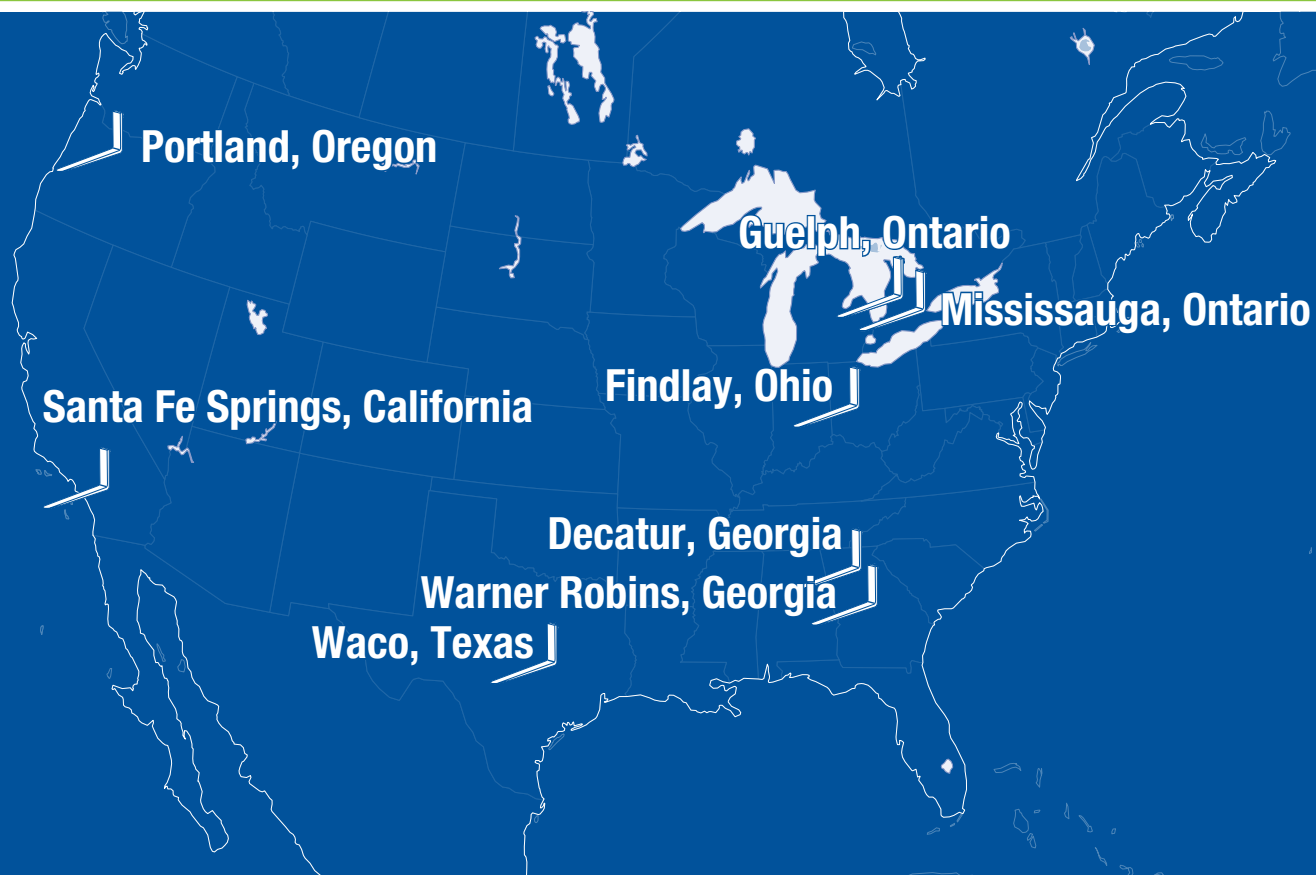 Portland, Oregon
Guelph, Ontario
Mississauga, Ontario
Findlay, Ohio
Santa Fe Springs, California
Decatur, Georgia
Warner Robins, Georgia
Waco, Texas